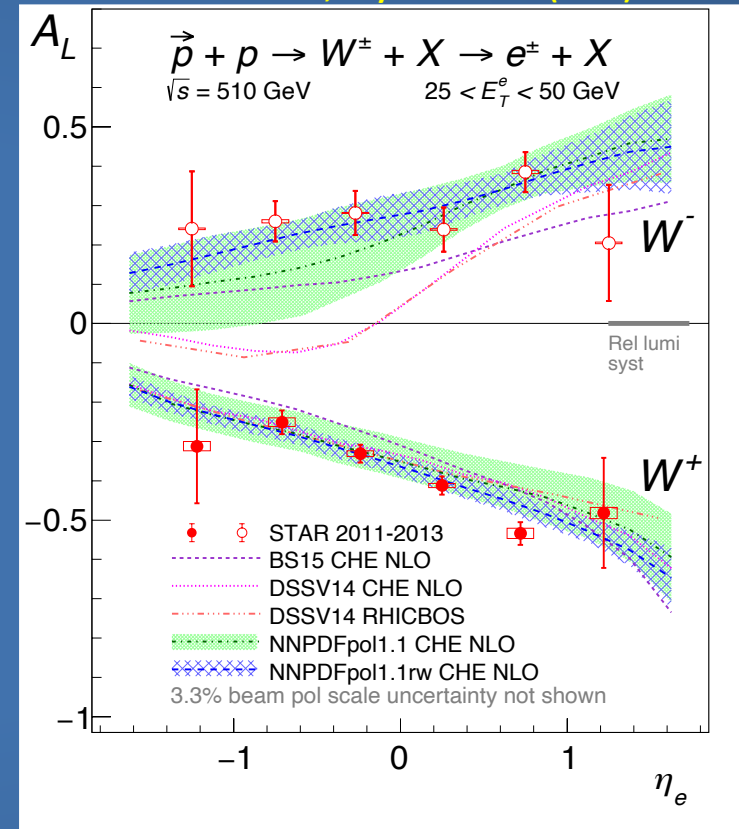 A_L
p⃗ + p → W± + X → e± + X
√s = 510 GeV 25 < E_T^e < 50 GeV
0.5
W⁻
0
Rel lumi
syst
W⁺
−0.5
STAR 2011-2013
BS15 CHE NLO
DSSV14 CHE NLO
DSSV14 RHICBOS
NNPDFpol1.1 CHE NLO
NNPDFpol1.1rw CHE NLO
3.3% beam pol scale uncertainty not shown
−1
−1 0 1
η_e